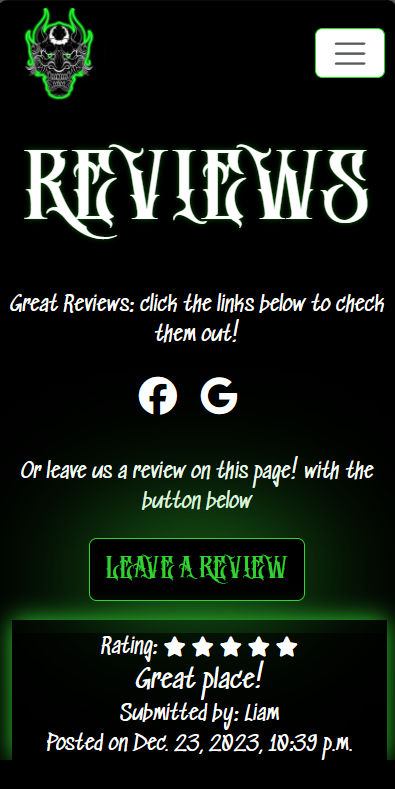 REVIEWS
Great Reviews: click the links below to check
them out!
Or leave us a review on this page! with the
button below
LEAVE A REVIEW
Rating:
Great place!
Submitted by: Liam
Posted on Dec. 23, 2023, 10:39 p.m.